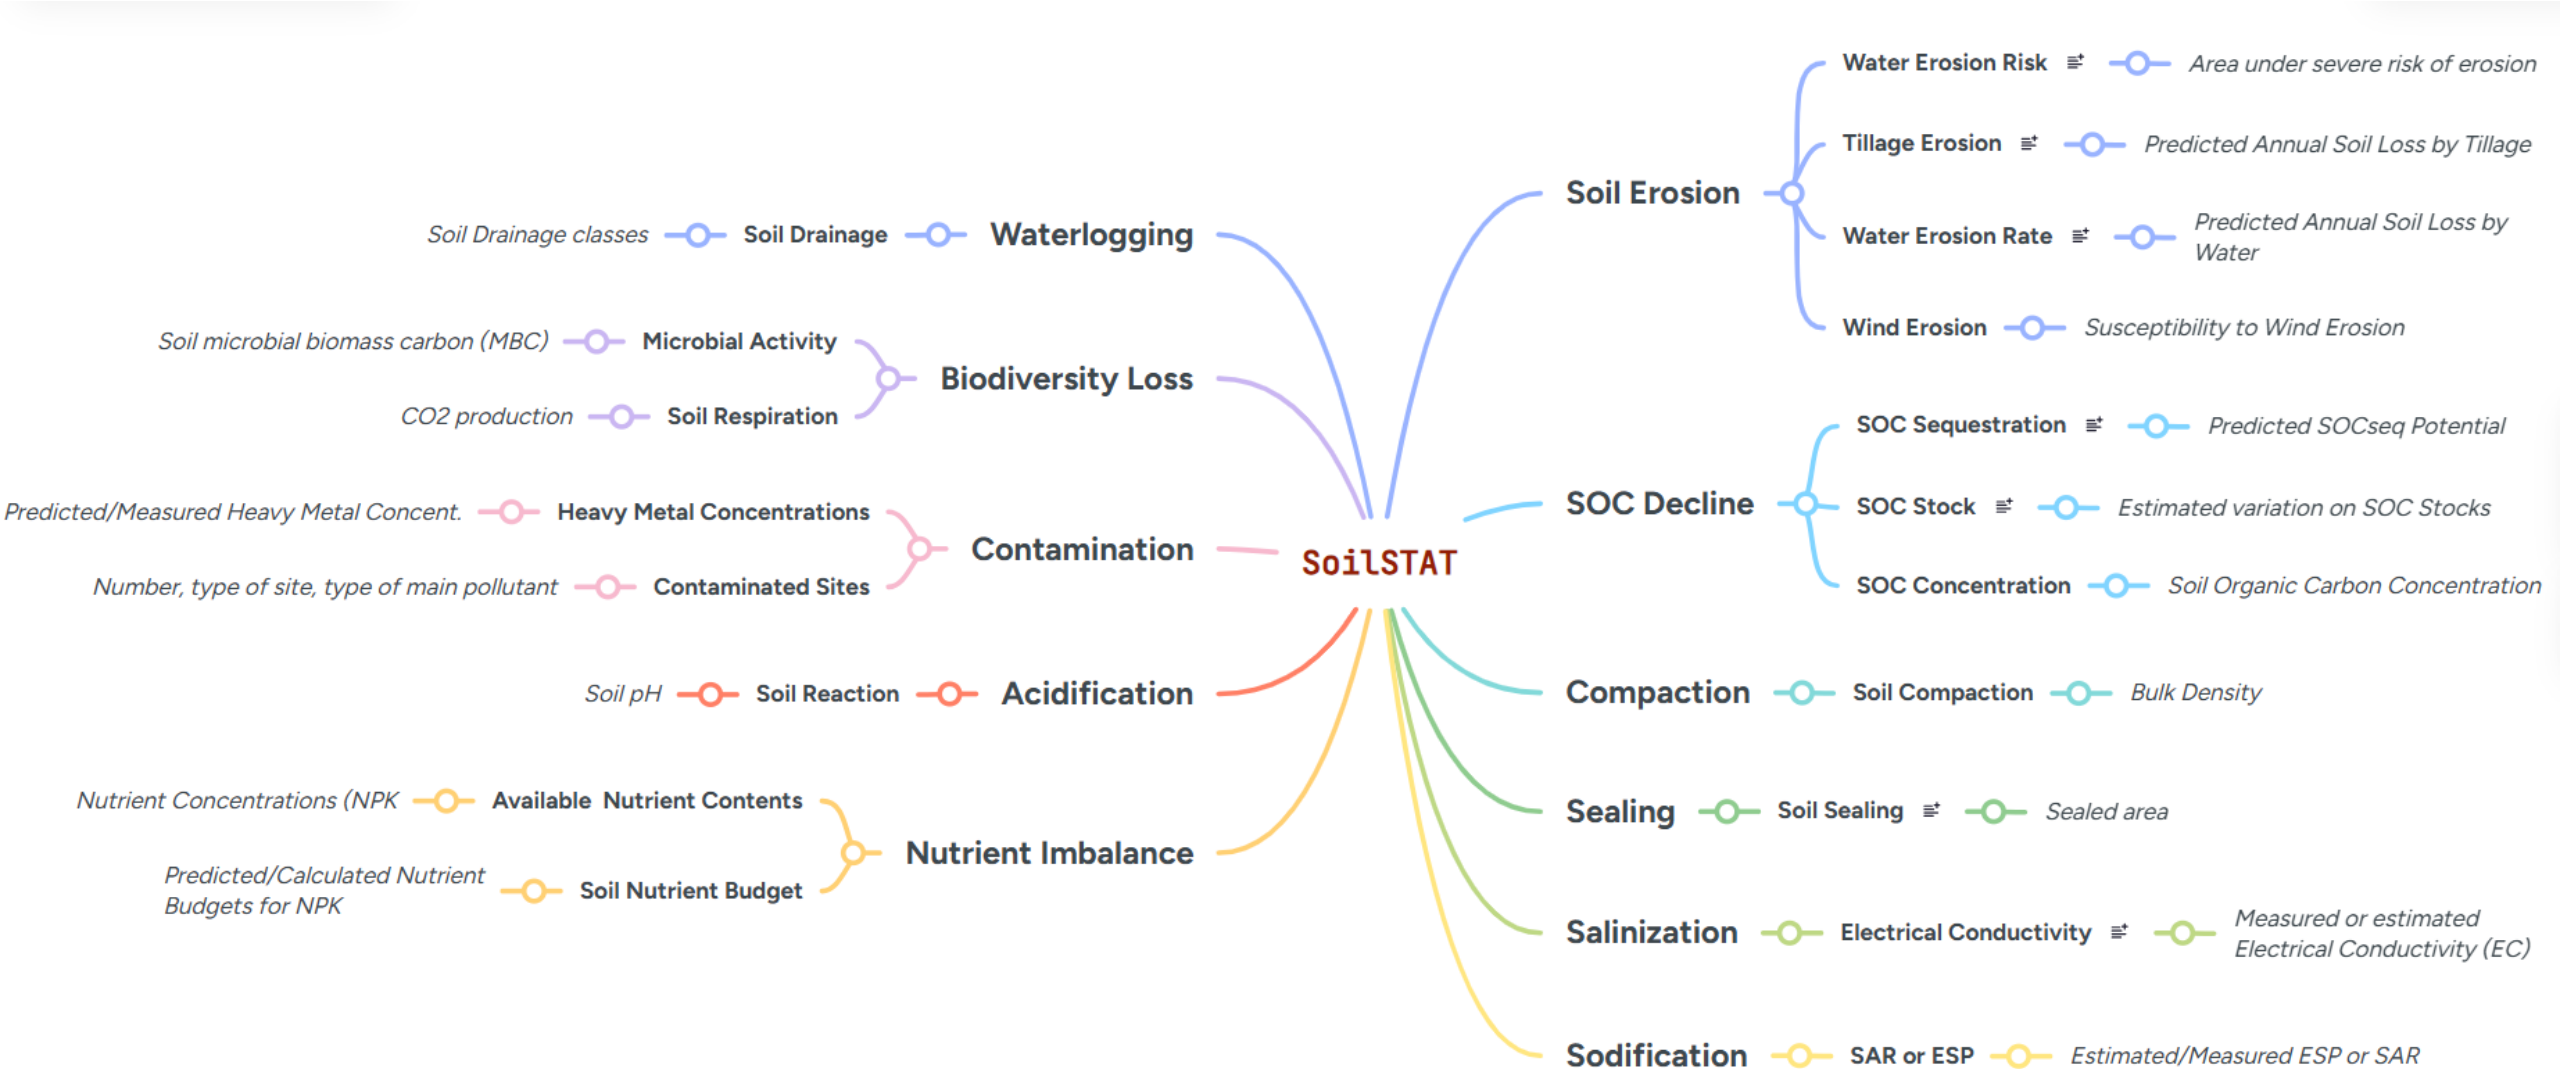 Water Erosion Risk
Area under severe risk of erosion
Tillage Erosion
Predicted Annual Soil Loss by Tillage
Soil Erosion
Water Erosion Rate
Predicted Annual Soil Loss by
Water
Wind Erosion
Susceptibility to Wind Erosion
SOC Sequestration
Predicted SOCseq Potential
SOC Decline
SOC Stock
Estimated variation on SOC Stocks
SOC Concentration
Soil Organic Carbon Concentration
Compaction
Soil Compaction
Bulk Density
Sealing
Soil Sealing
Sealed area
Salinization
Electrical Conductivity
Measured or estimated
Electrical Conductivity (EC)
Sodification
SAR or ESP
Estimated/Measured ESP or SAR
SoilSTAT
Waterlogging
Soil Drainage
Soil Drainage classes
Biodiversity Loss
Microbial Activity
Soil microbial biomass carbon (MBC)
Soil Respiration
CO2 production
Contamination
Heavy Metal Concentrations
Predicted/Measured Heavy Metal Concent.
Contaminated Sites
Number, type of site, type of main pollutant
Acidification
Soil Reaction
Soil pH
Nutrient Imbalance
Available Nutrient Contents
Nutrient Concentrations (NPK
Soil Nutrient Budget
Predicted/Calculated Nutrient
Budgets for NPK